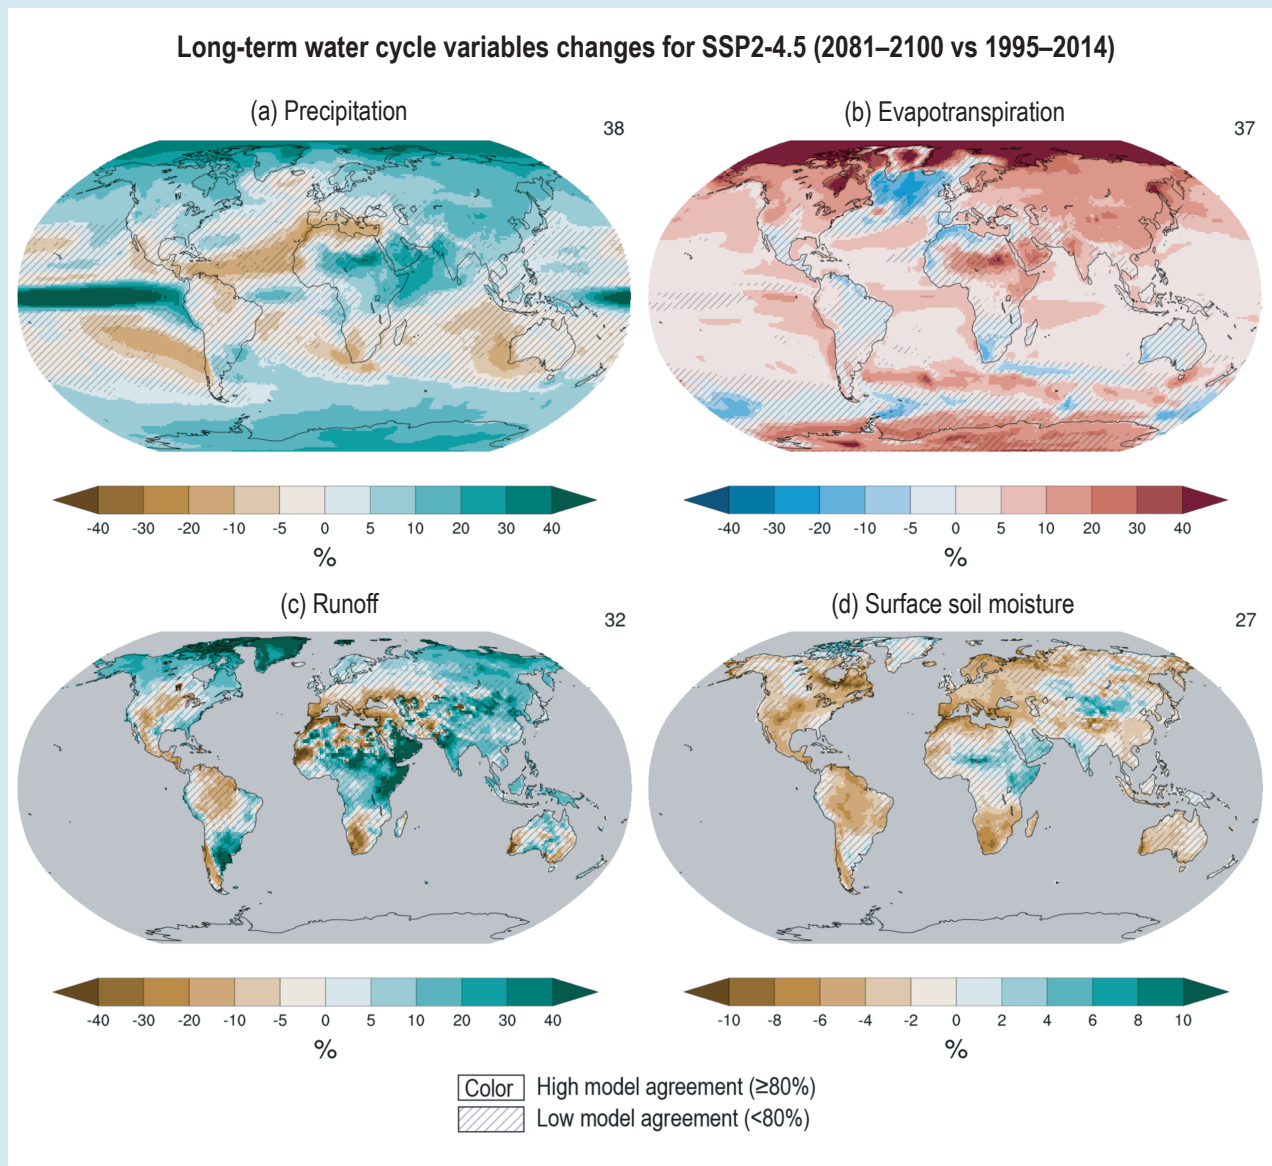 Long-term water cycle variables changes for SSP2-4.5 (2081–2100 vs 1995–2014)
(a) Precipitation
38
(b) Evapotranspiration
37
-40 -30 -20 -10 -5 0 5 10 20 30 40
%
-40 -30 -20 -10 -5 0 5 10 20 30 40
%
(c) Runoff
32
(d) Surface soil moisture
27
-40 -30 -20 -10 -5 0 5 10 20 30 40
%
-10 -8 -6 -4 -2 0 2 4 6 8 10
%
Color High model agreement (≥80%)
Low model agreement (<80%)